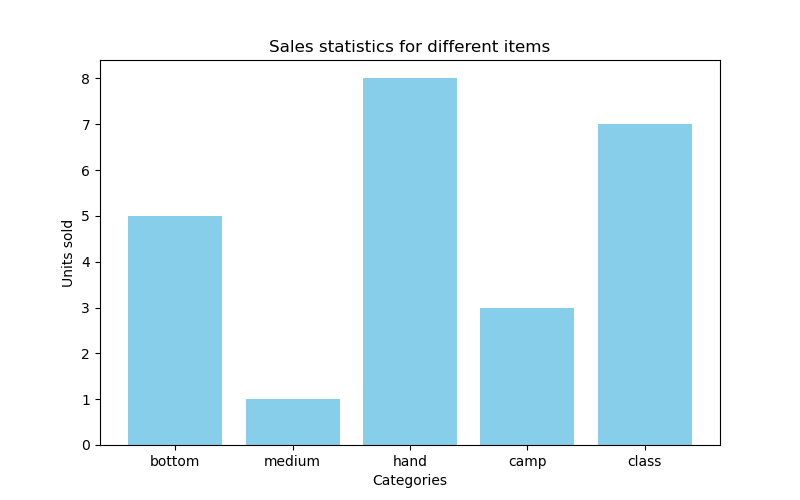 Sales statistics for different items
Units sold
8
7
6
5
4
3
2
1
0
bottom medium hand camp class
Categories